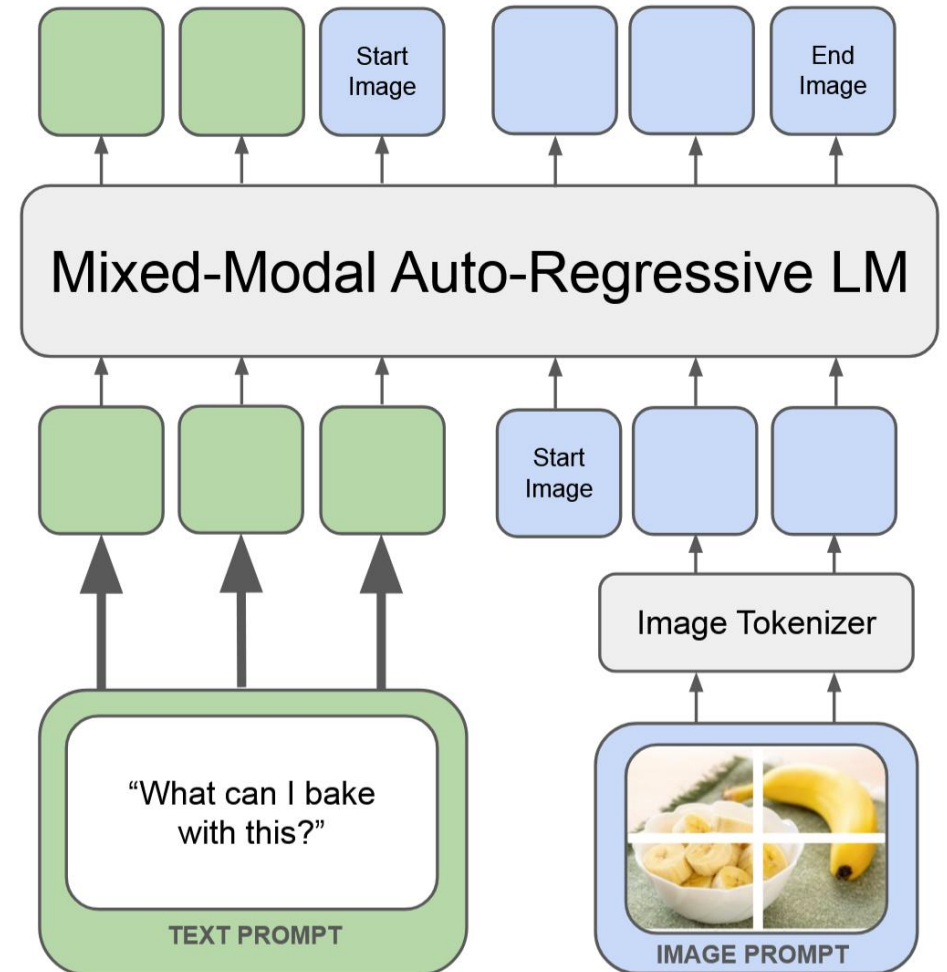 Start
Image
End
Image
Mixed-Modal Auto-Regressive LM
Start
Image
Image Tokenizer
“What can I bake
with this?”
TEXT PROMPT
IMAGE PROMPT